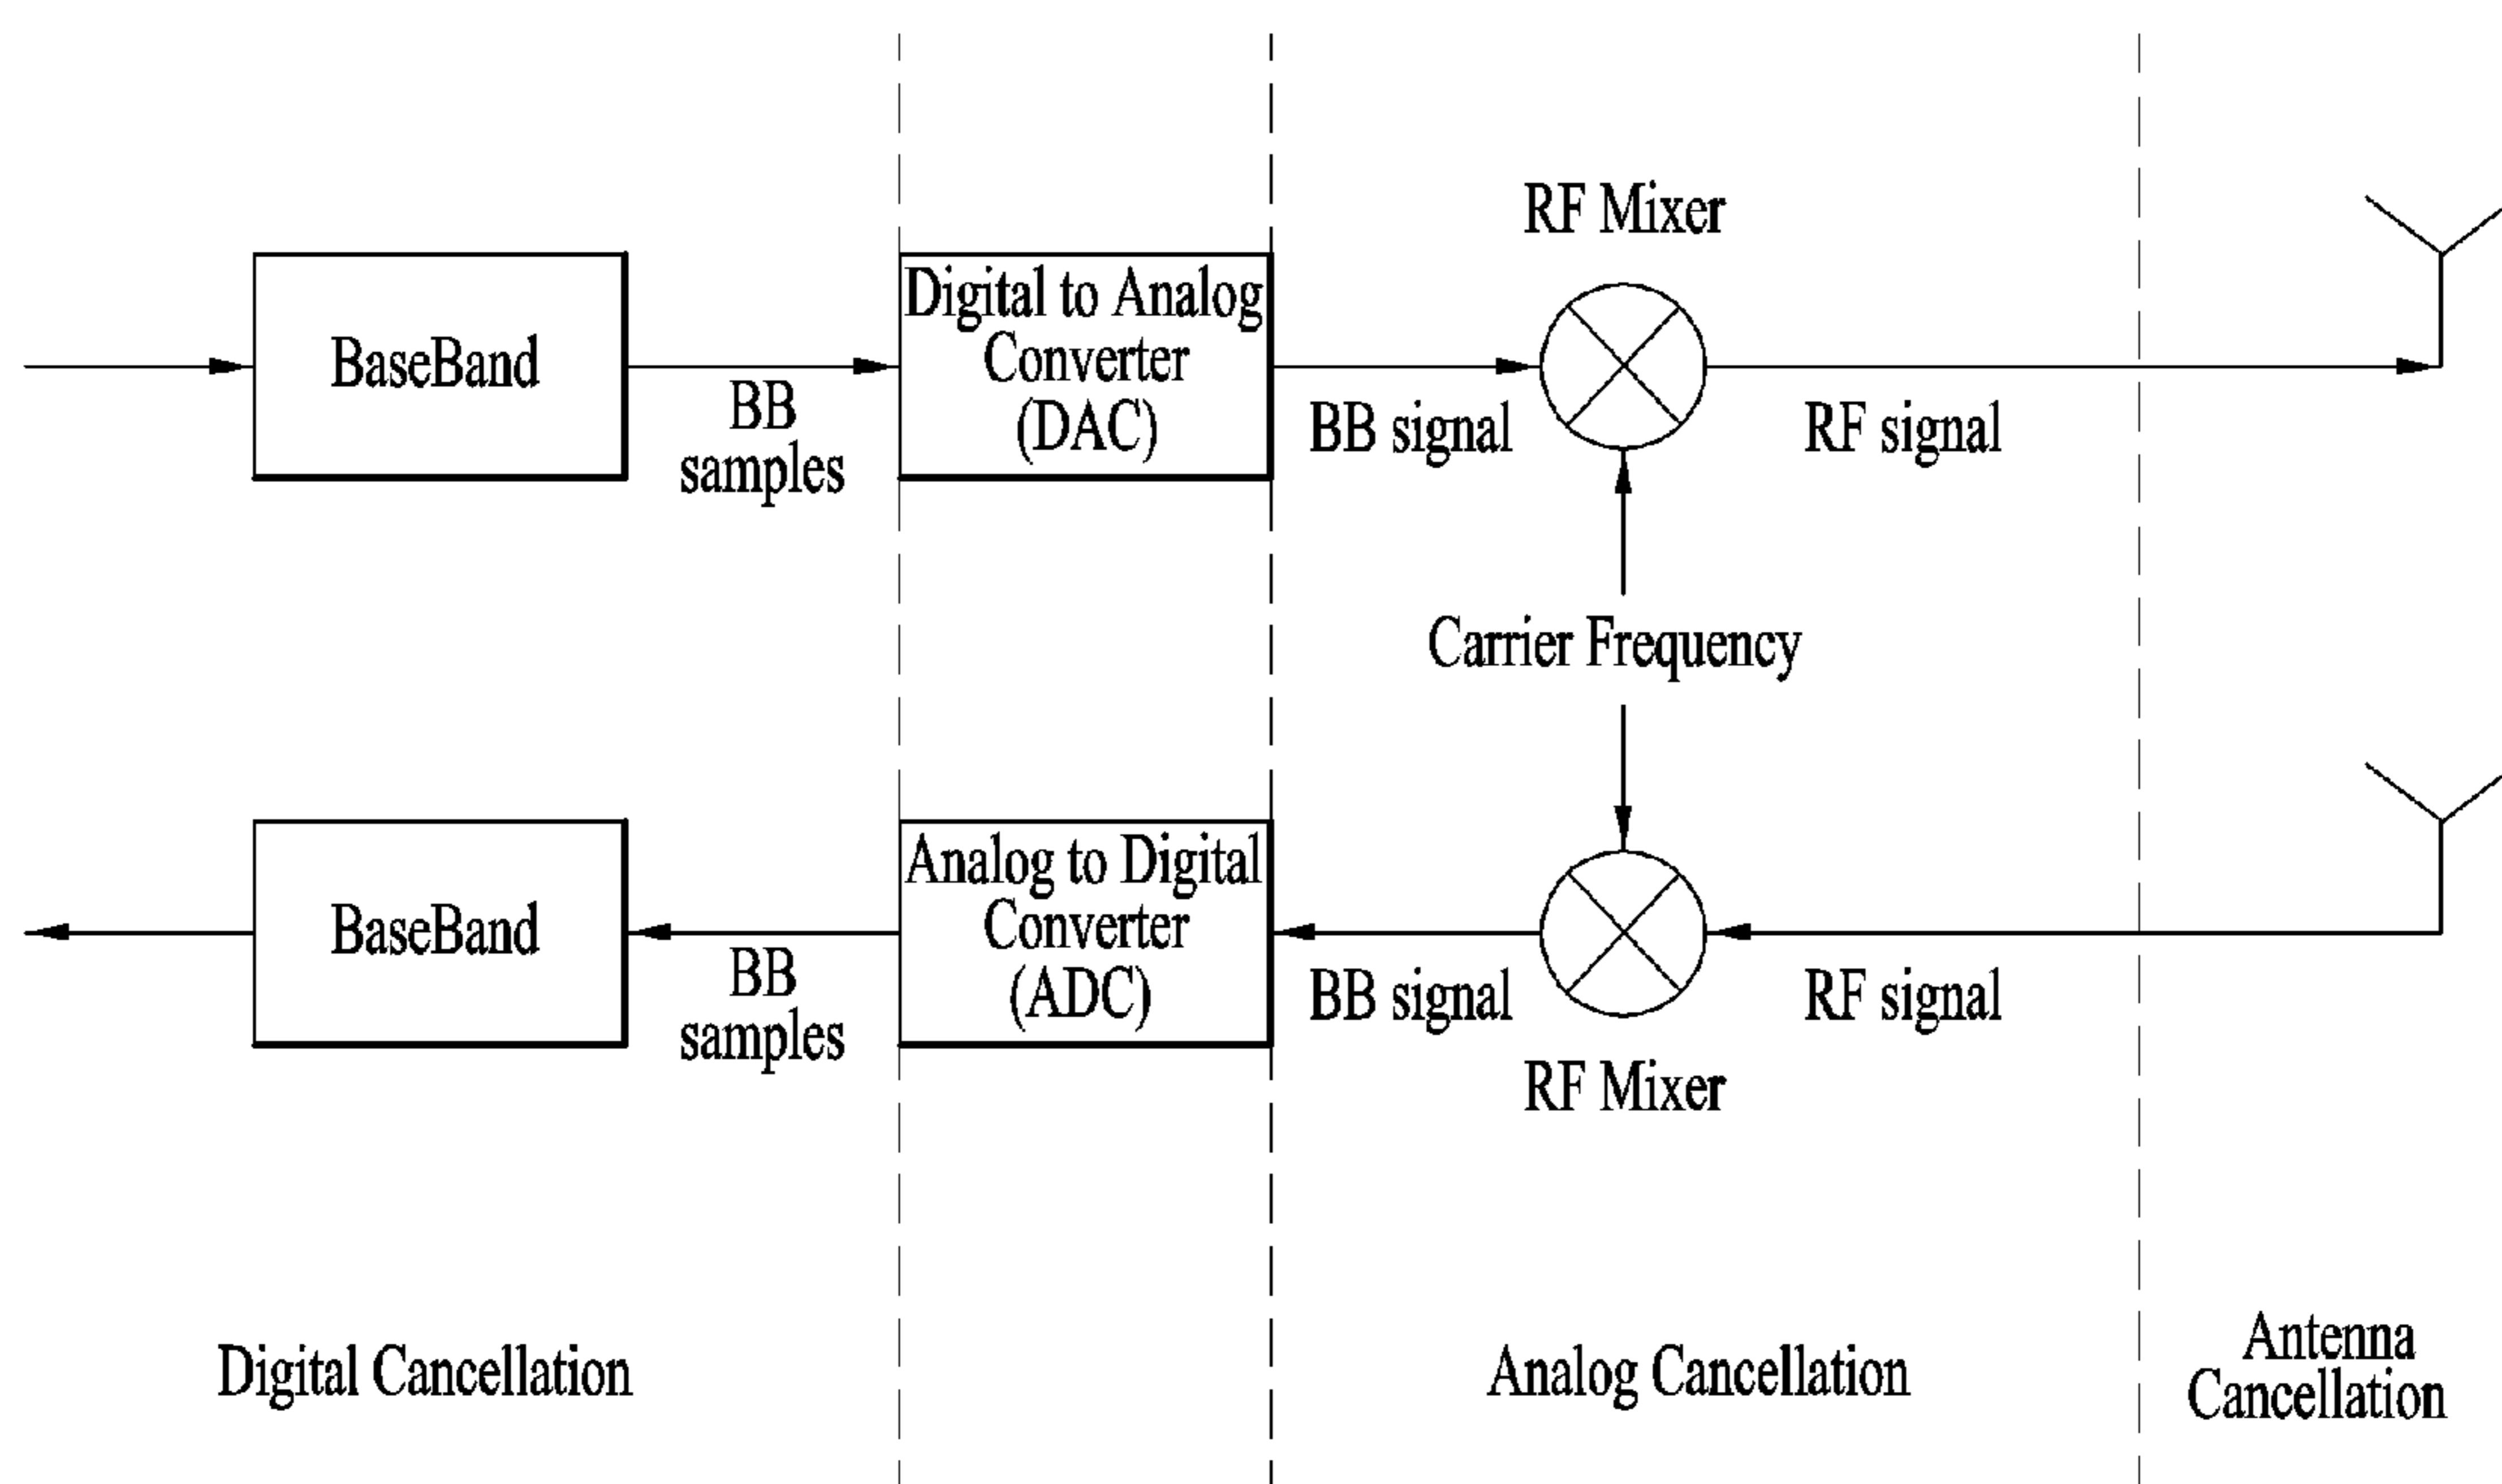 RF Mixer
BaseBand
BB
samples
Digital to Analog
Converter
(DAC)
BB signal
RF signal
Carrier Frequency
BaseBand
BB
samples
Analog to Digital
Converter
(ADC)
BB signal
RF signal
RF Mixer
Digital Cancellation
Analog Cancellation
Antenna
Cancellation